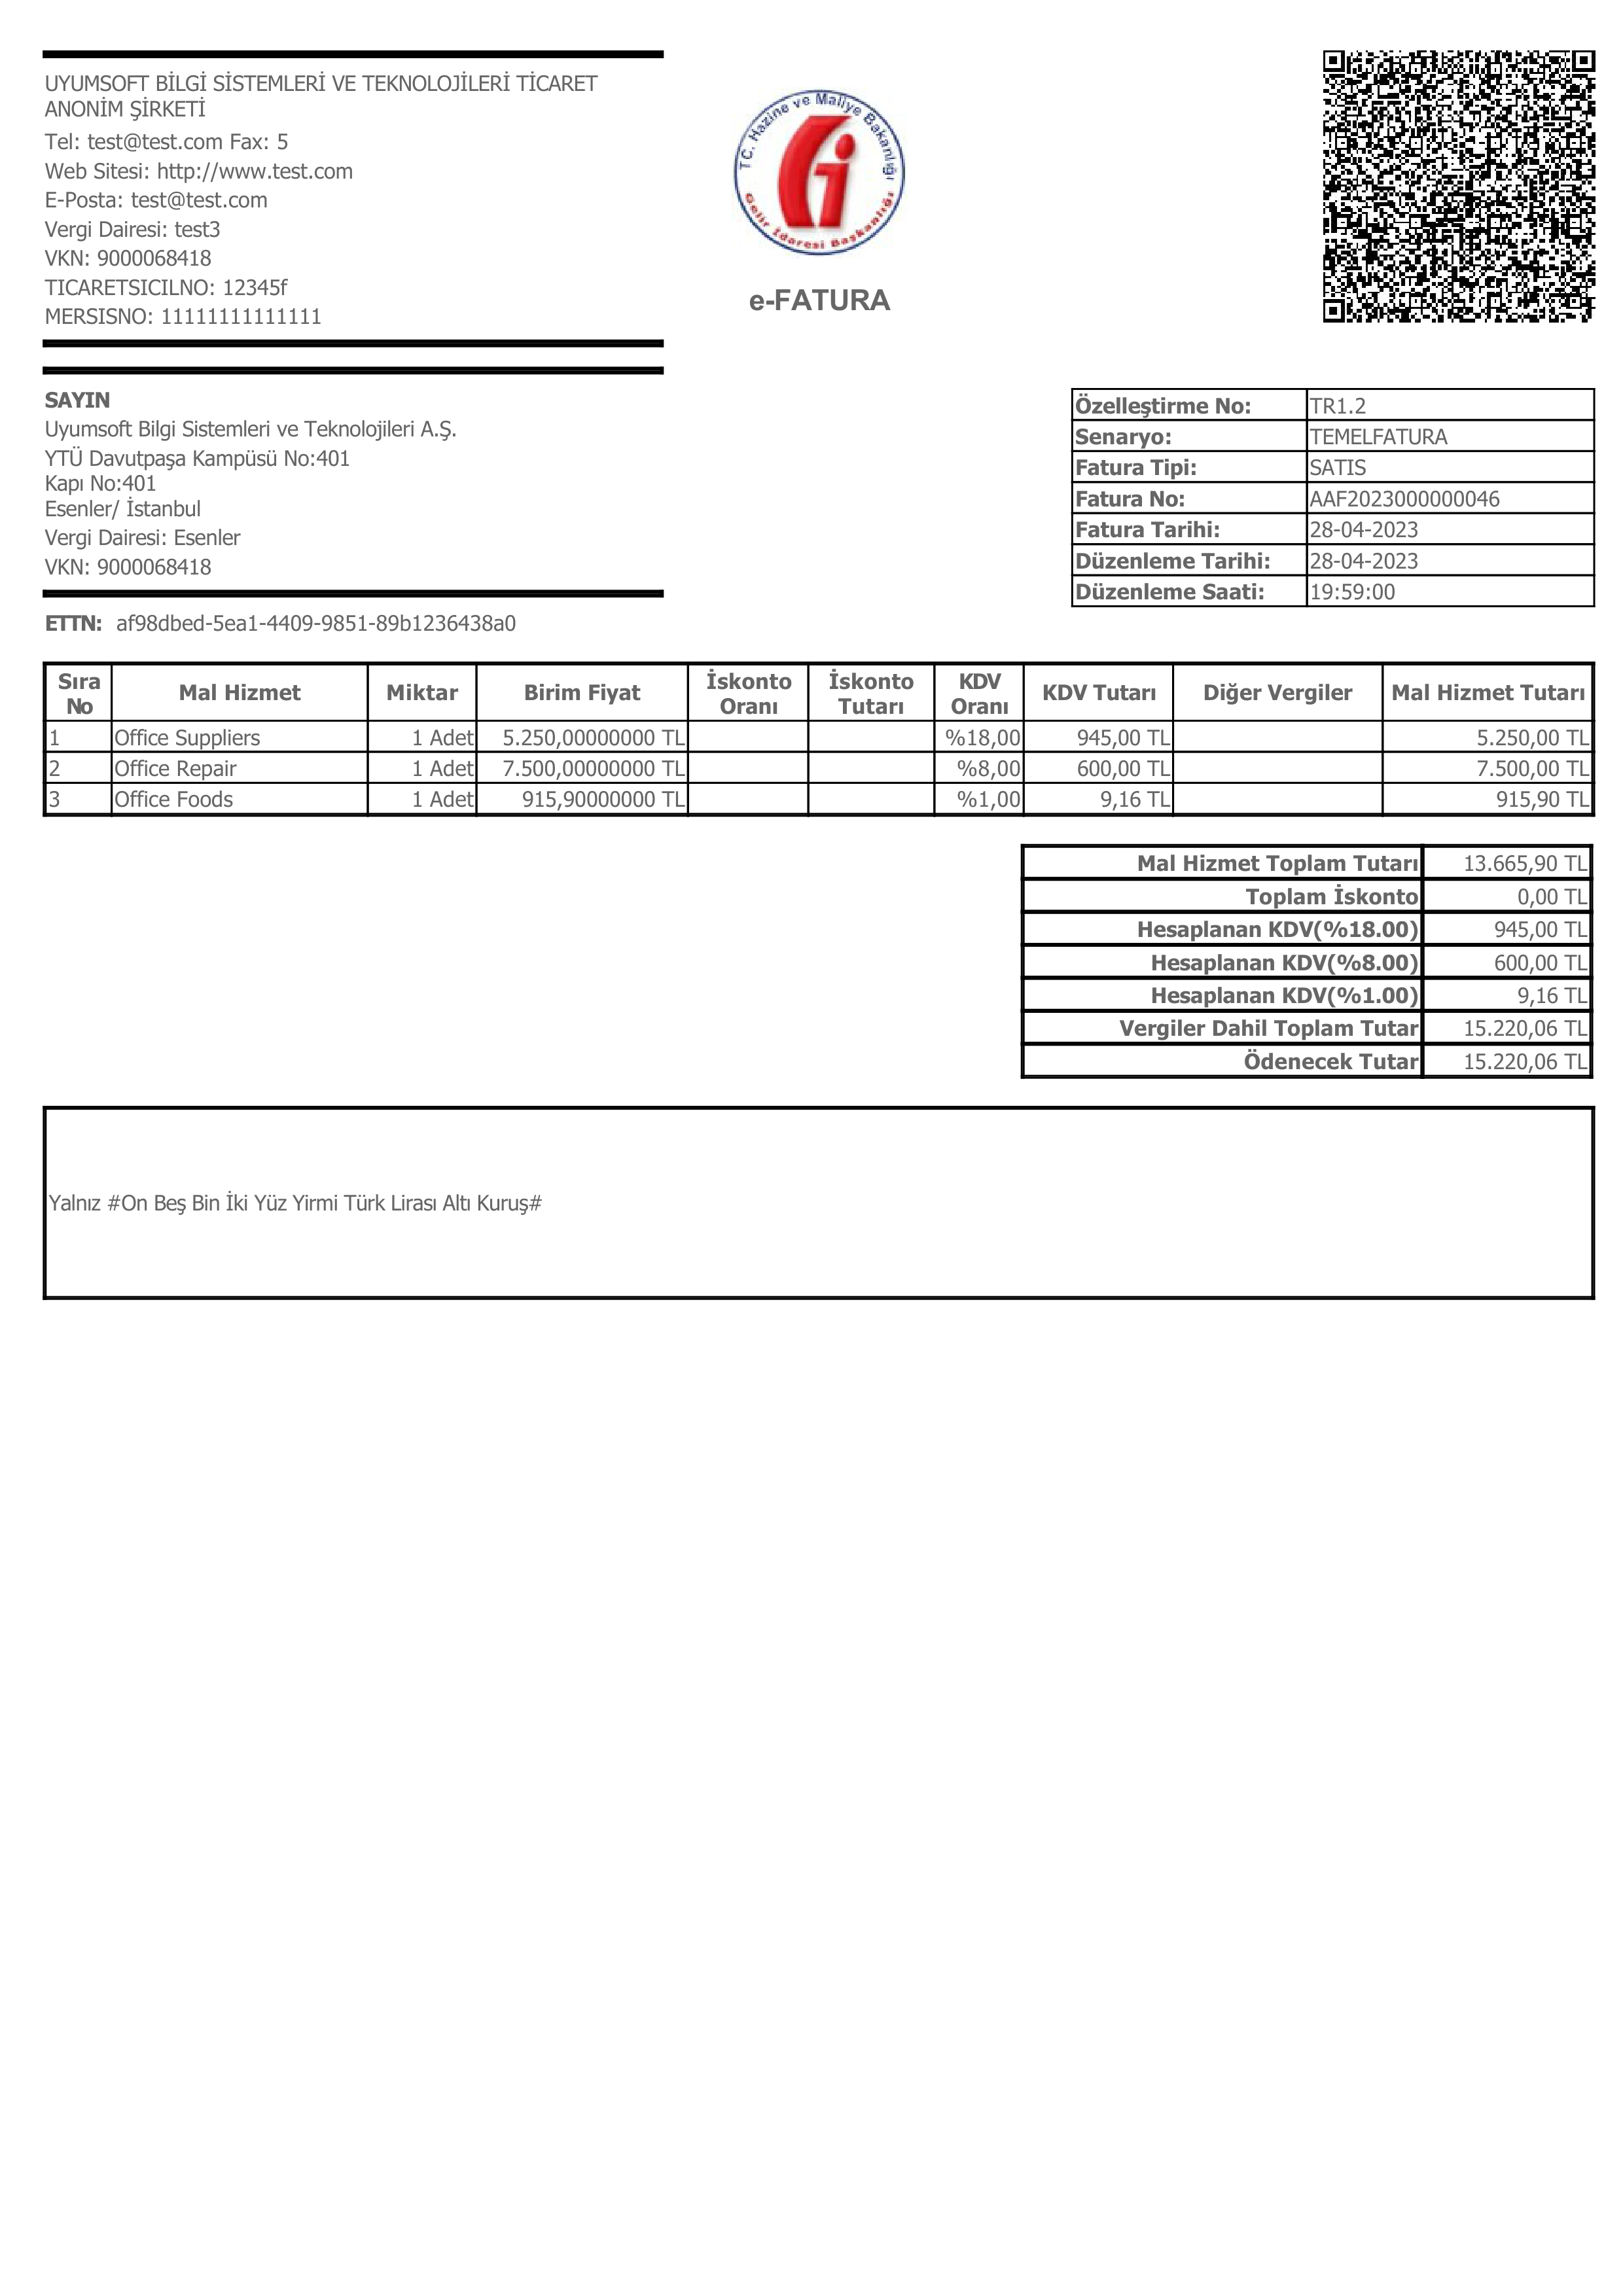 UYUMSOFT BİLGİ SİSTEMLERİ VE TEKNOLOJİLERİ TİCARET
ANONİM ŞİRKETİ
Tel: test@test.com Fax: 5
Web Sitesi: http://www.test.com
E-Posta: test@test.com
Vergi Dairesi: test3
VKN: 9000068418
TICARETSICILNO: 12345f
MERSISNO: 11111111111111
TC. Hazine ve Maliye Bakanlığı
Gelir İdaresi Başkanlığı
e-FATURA
SAYIN
Uyumsoft Bilgi Sistemleri ve Teknolojileri A.Ş.
YTÜ Davutpaşa Kampüsü No:401
Kapı No:401
Esenler/ İstanbul
Vergi Dairesi: Esenler
VKN: 9000068418
Özelleştirme No: TR1.2
Senaryo: TEMELFATURA
Fatura Tipi: SATIS
Fatura No: AAF2023000000046
Fatura Tarihi: 28-04-2023
Düzenleme Tarihi: 28-04-2023
Düzenleme Saati: 19:59:00
ETTN: af98dbed-5ea1-4409-9851-89b1236438a0
Sıra No Mal Hizmet Miktar Birim Fiyat İskonto Oranı İskonto Tutarı KDV Oranı KDV Tutarı Diğer Vergiler Mal Hizmet Tutarı
1 Office Suppliers 1 Adet 5.250,00000000 TL %18,00 945,00 TL 5.250,00 TL
2 Office Repair 1 Adet 7.500,00000000 TL %8,00 600,00 TL 7.500,00 TL
3 Office Foods 1 Adet 915,90000000 TL %1,00 9,16 TL 915,90 TL
Mal Hizmet Toplam Tutarı 13.665,90 TL
Toplam İskonto 0,00 TL
Hesaplanan KDV(%18.00) 945,00 TL
Hesaplanan KDV(%8.00) 600,00 TL
Hesaplanan KDV(%1.00) 9,16 TL
Vergiler Dahil Toplam Tutar 15.220,06 TL
Ödenecek Tutar 15.220,06 TL
Yalnız #On Beş Bin İki Yüz Yirmi Türk Lirası Altı Kuruş#